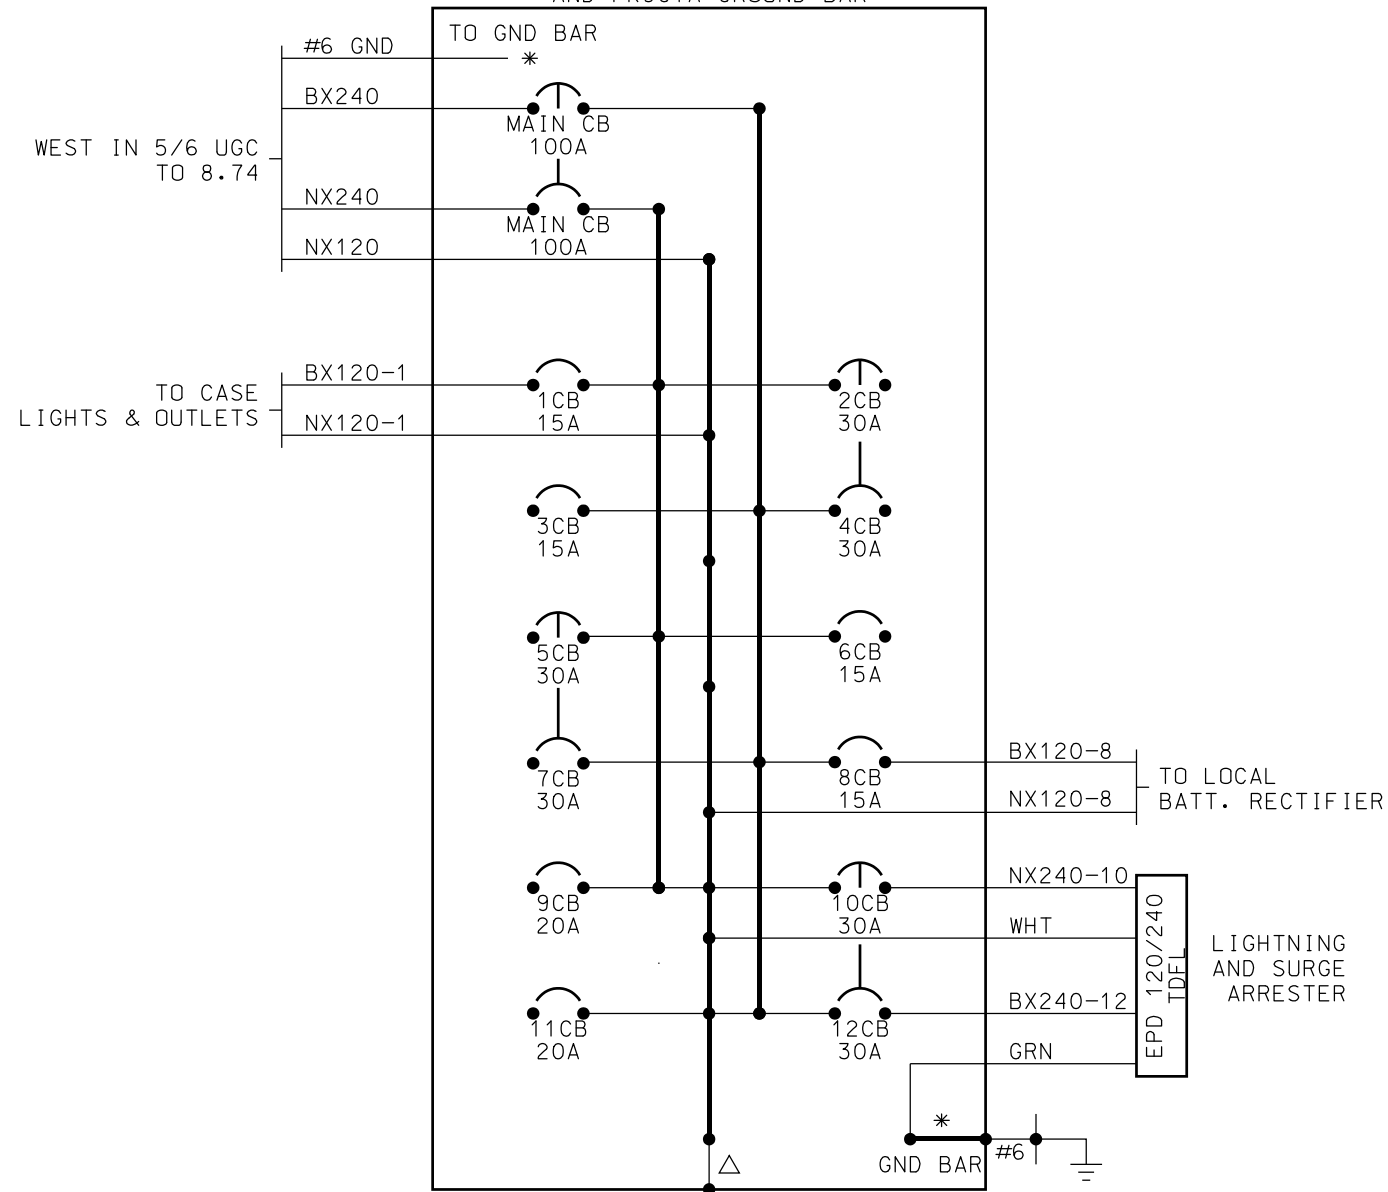 TO GND BAR
#6 GND
*
BX240
MAIN CB
100A
WEST IN 5/6 UGC
TO 8.74
NX240
MAIN CB
100A
NX120
BX120-1
TO CASE
LIGHTS & OUTLETS
NX120-1
1CB
15A
2CB
30A
3CB
15A
4CB
30A
5CB
30A
6CB
15A
7CB
30A
8CB
15A
BX120-8
NX120-8
TO LOCAL
BATT. RECTIFIER
9CB
20A
10CB
30A
NX240-10
WHT
EPD 120/240
TDFL
LIGHTNING
AND SURGE
ARRESTER
11CB
20A
12CB
30A
BX240-12
GRN
*
GND BAR
#6